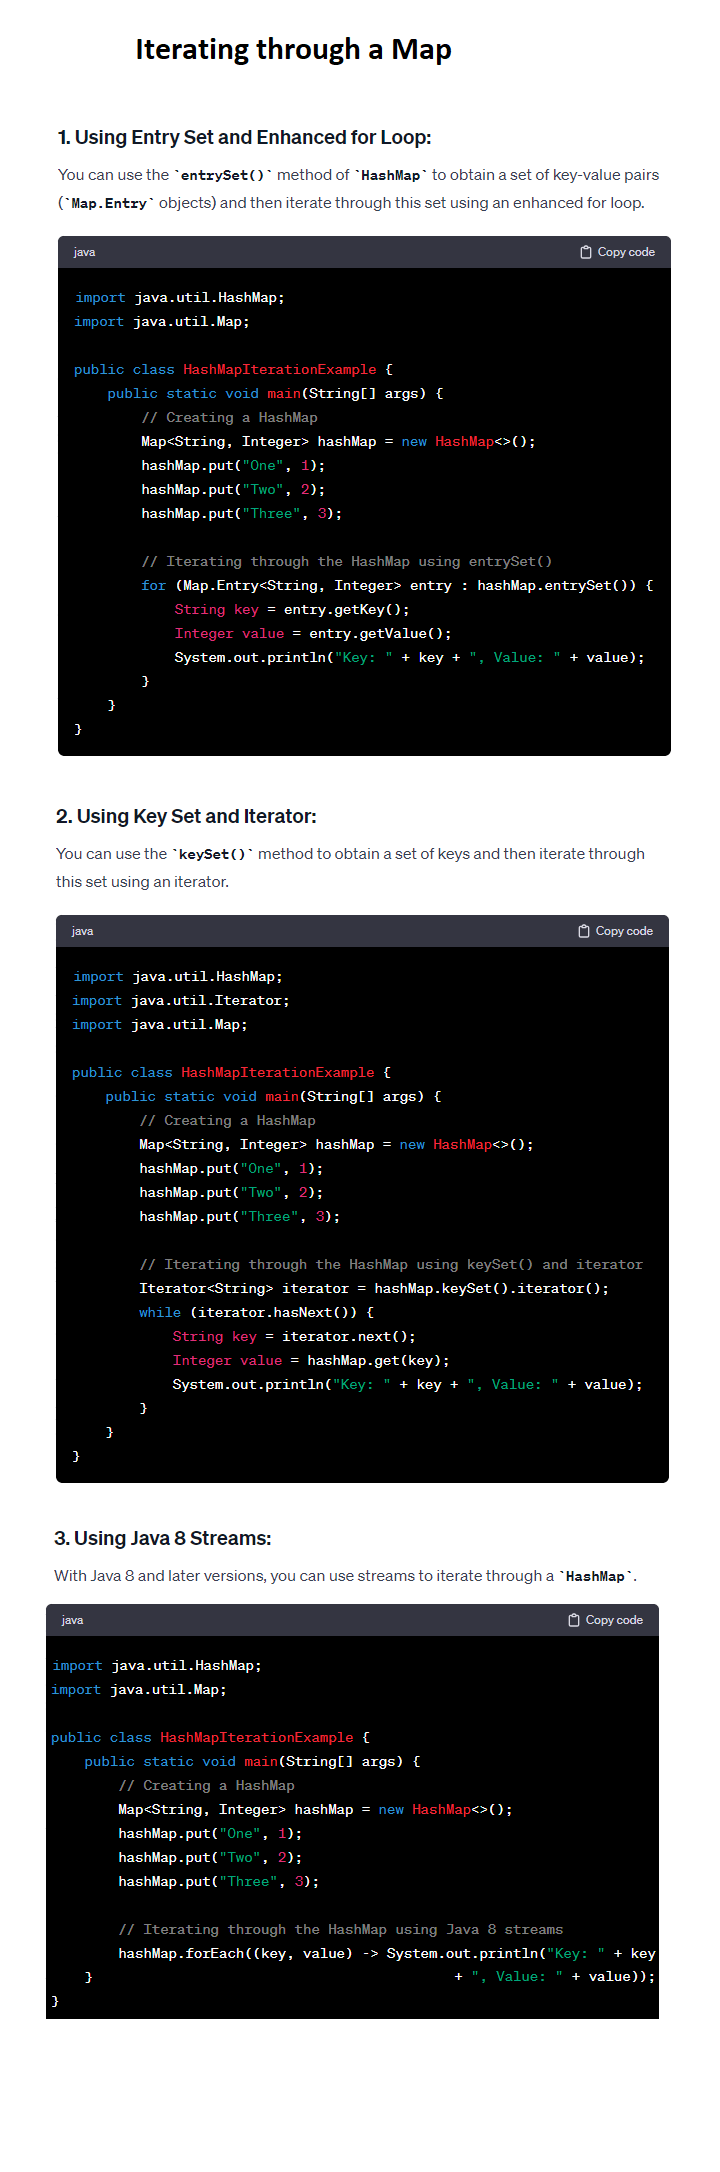 Iterating through a Map
1. Using Entry Set and Enhanced for Loop:
You can use the `entrySet()` method of `HashMap` to obtain a set of key-value pairs
(`Map.Entry` objects) and then iterate through this set using an enhanced for loop.
java Copy code
import java.util.HashMap;
import java.util.Map;
public class HashMapIterationExample {
    public static void main(String[] args) {
        // Creating a HashMap
        Map<String, Integer> hashMap = new HashMap<>();
        hashMap.put("One", 1);
        hashMap.put("Two", 2);
        hashMap.put("Three", 3);
        // Iterating through the HashMap using entrySet()
        for (Map.Entry<String, Integer> entry : hashMap.entrySet()) {
            String key = entry.getKey();
            Integer value = entry.getValue();
            System.out.println("Key: " + key + ", Value: " + value);
        }
    }
}
2. Using Key Set and Iterator:
You can use the `keySet()` method to obtain a set of keys and then iterate through
this set using an iterator.
java Copy code
import java.util.HashMap;
import java.util.Iterator;
import java.util.Map;
public class HashMapIterationExample {
    public static void main(String[] args) {
        // Creating a HashMap
        Map<String, Integer> hashMap = new HashMap<>();
        hashMap.put("One", 1);
        hashMap.put("Two", 2);
        hashMap.put("Three", 3);
        // Iterating through the HashMap using keySet() and iterator
        Iterator<String> iterator = hashMap.keySet().iterator();
        while (iterator.hasNext()) {
            String key = iterator.next();
            Integer value = hashMap.get(key);
            System.out.println("Key: " + key + ", Value: " + value);
        }
    }
}
3. Using Java 8 Streams:
With Java 8 and later versions, you can use streams to iterate through a `HashMap`.
java Copy code
import java.util.HashMap;
import java.util.Map;
public class HashMapIterationExample {
    public static void main(String[] args) {
        // Creating a HashMap
        Map<String, Integer> hashMap = new HashMap<>();
        hashMap.put("One", 1);
        hashMap.put("Two", 2);
        hashMap.put("Three", 3);
        // Iterating through the HashMap using Java 8 streams
        hashMap.forEach((key, value) -> System.out.println("Key: " + key
    } + ", Value: " + value));
}